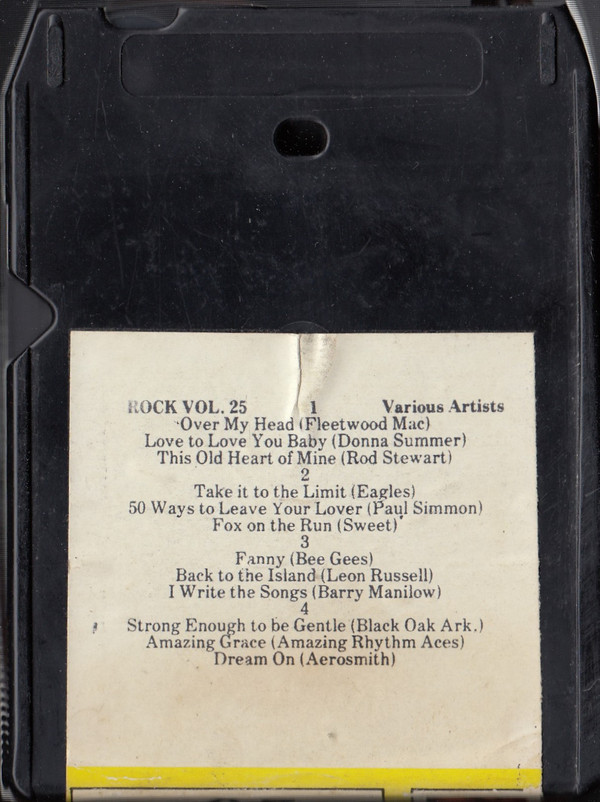 ROCK VOL. 25 1 Various Artists
Over My Head (Fleetwood Mac)
Love to Love You Baby (Donna Summer)
This Old Heart of Mine (Rod Stewart)
2
Take it to the Limit (Eagles)
50 Ways to Leave Your Lover (Paul Simmon)
Fox on the Run (Sweet)
3
Fanny (Bee Gees)
Back to the Island (Leon Russell)
I Write the Songs (Barry Manilow)
4
Strong Enough to be Gentle (Black Oak Ark.)
Amazing Grace (Amazing Rhythm Aces)
Dream On (Aerosmith)